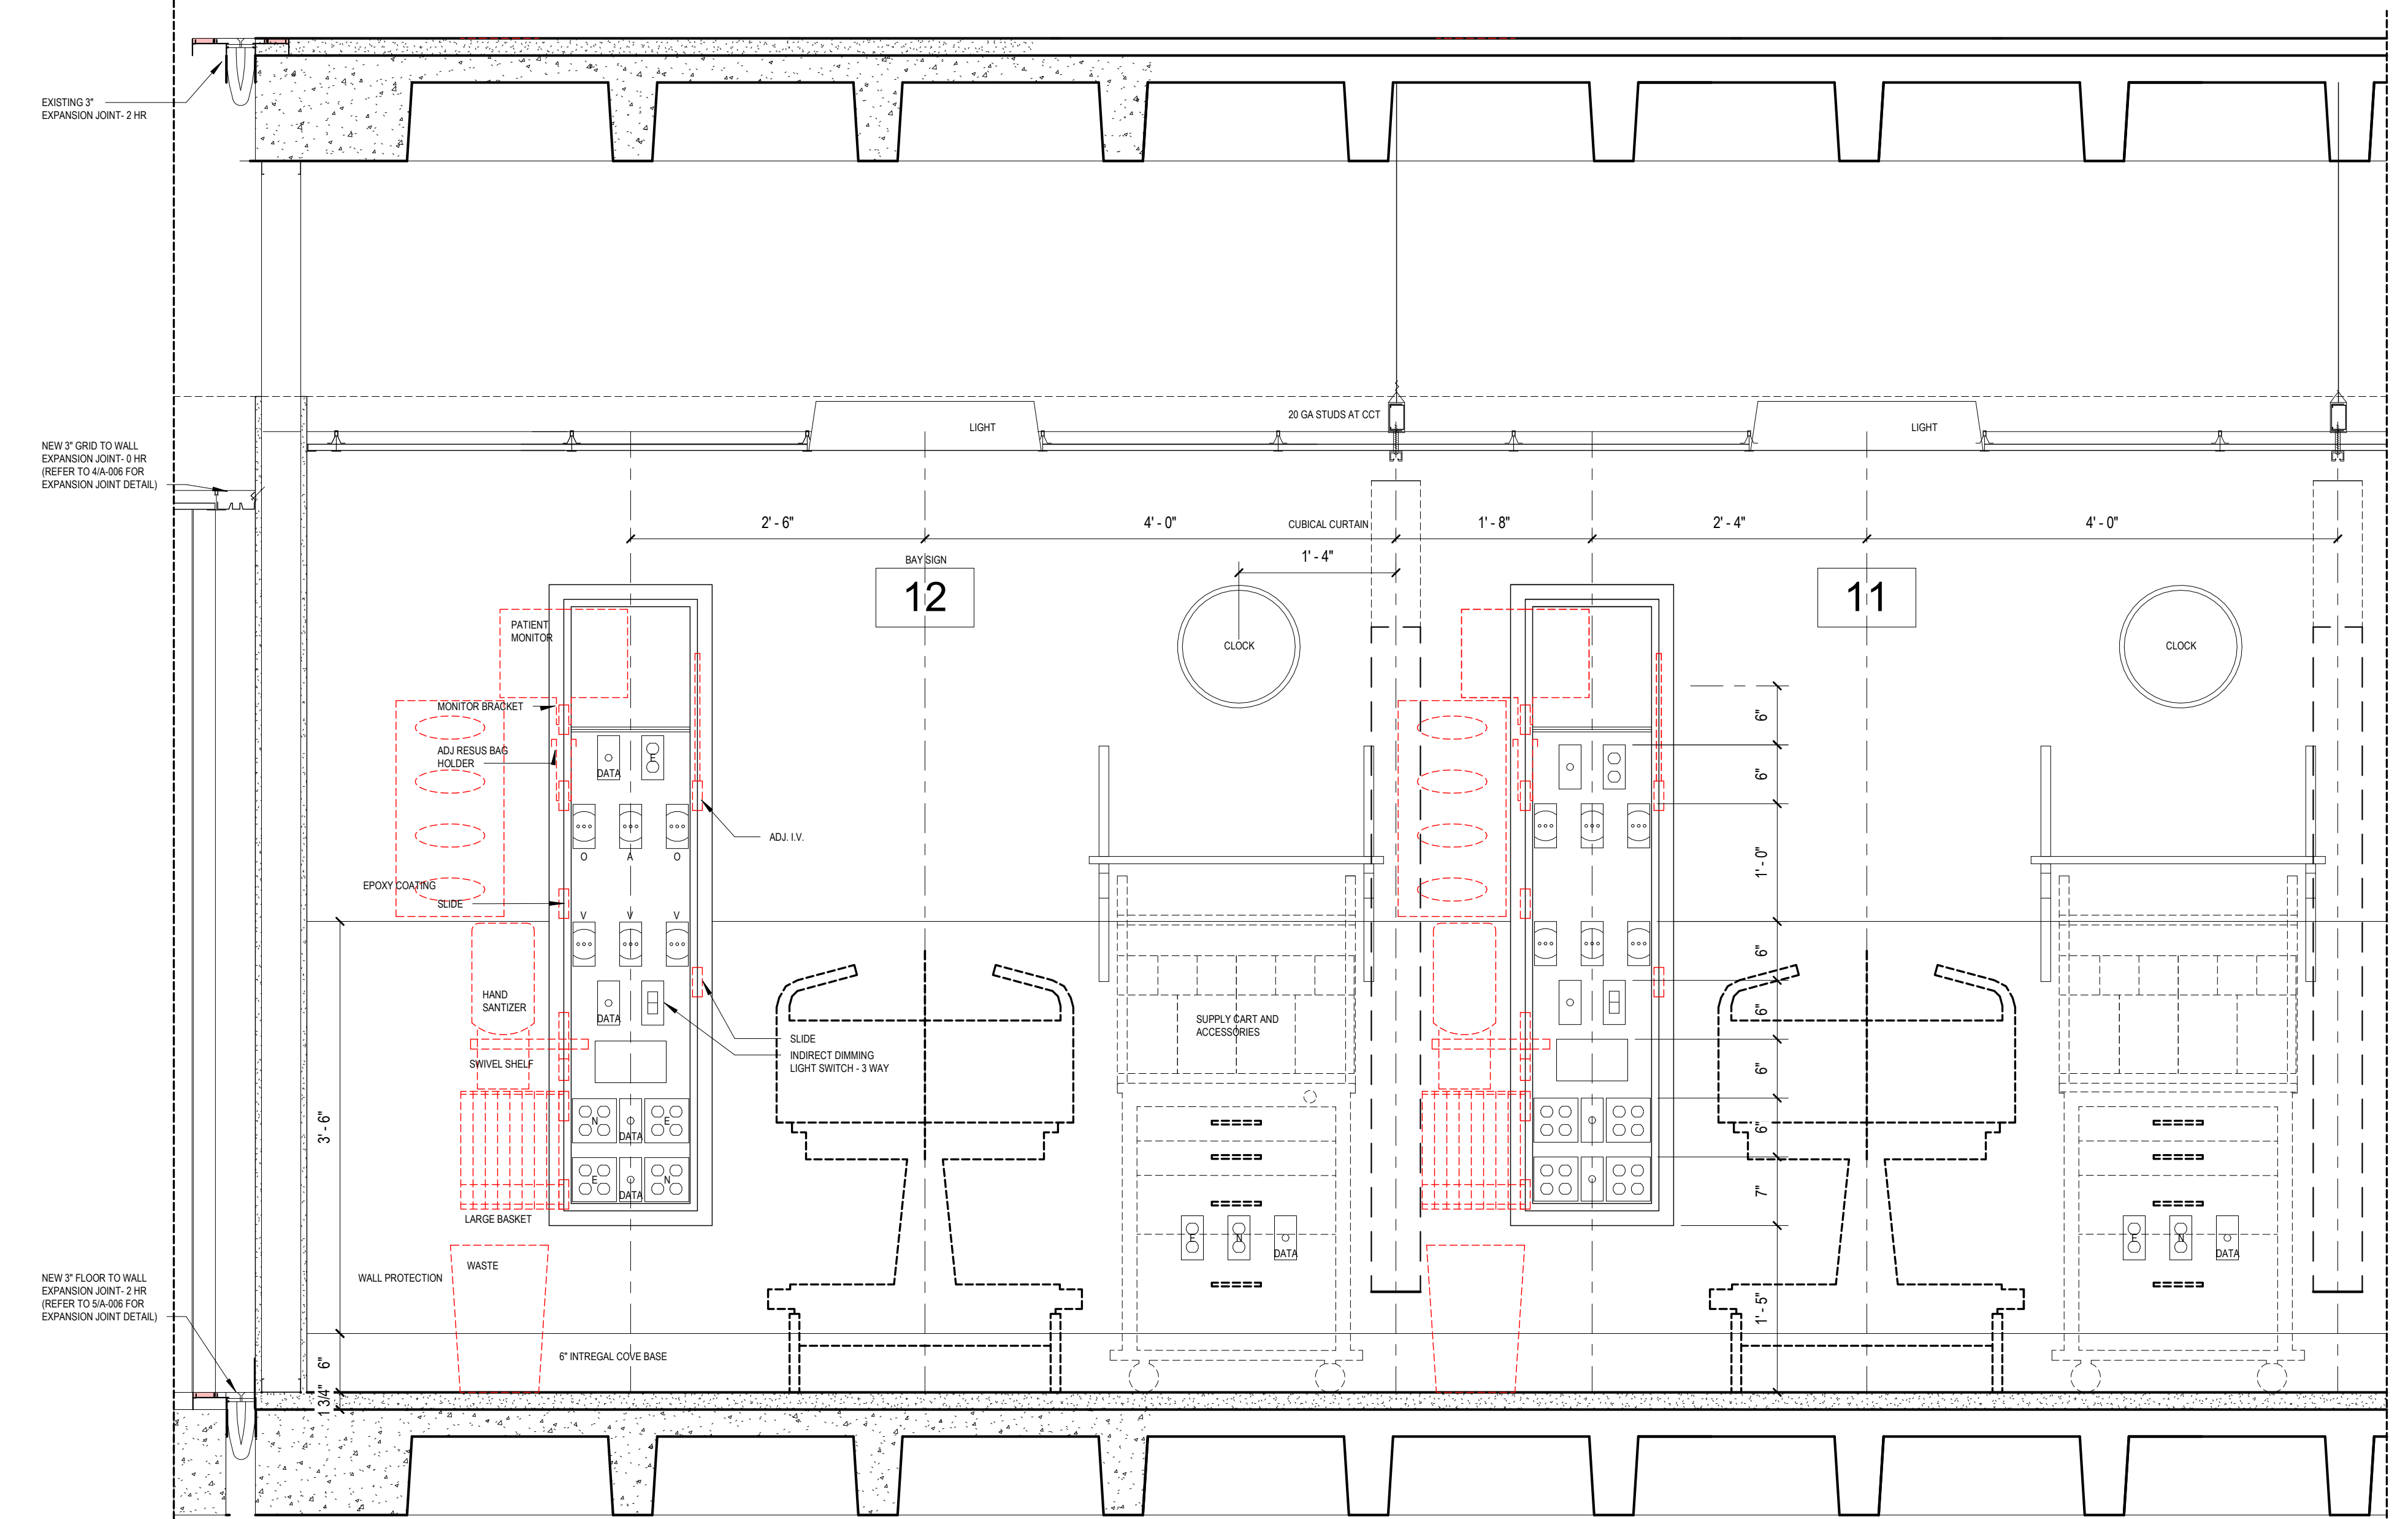 EXISTING 3"
EXPANSION JOINT- 2 HR
20 GA STUDS AT CCT
LIGHT
LIGHT
NEW 3" GRID TO WALL
EXPANSION JOINT- 0 HR
(REFER TO 4/A-006 FOR
EXPANSION JOINT DETAIL)
2' - 6"
4' - 0"
CUBICAL CURTAIN
1' - 8"
2' - 4"
4' - 0"
1' - 4"
BAY SIGN
12
11
PATIENT
MONITOR
CLOCK
CLOCK
MONITOR BRACKET
6"
ADJ RESUS BAG
HOLDER
DATA
E
6"
ADJ. I.V.
O
A
O
1' - 0"
EPOXY COATING
SLIDE
V
V
V
6"
HAND
SANTIZER
DATA
6"
SUPPLY CART AND
ACCESSORIES
SLIDE
INDIRECT DIMMING
LIGHT SWITCH - 3 WAY
SWIVEL SHELF
6"
3' - 6"
N
DATA
E
6"
E
DATA
N
7"
LARGE BASKET
E
N
DATA
E
N
DATA
WASTE
WALL PROTECTION
NEW 3" FLOOR TO WALL
EXPANSION JOINT- 2 HR
(REFER TO 5/A-006 FOR
EXPANSION JOINT DETAIL)
1' - 5"
6" INTREGAL COVE BASE
6"
1 3/4"